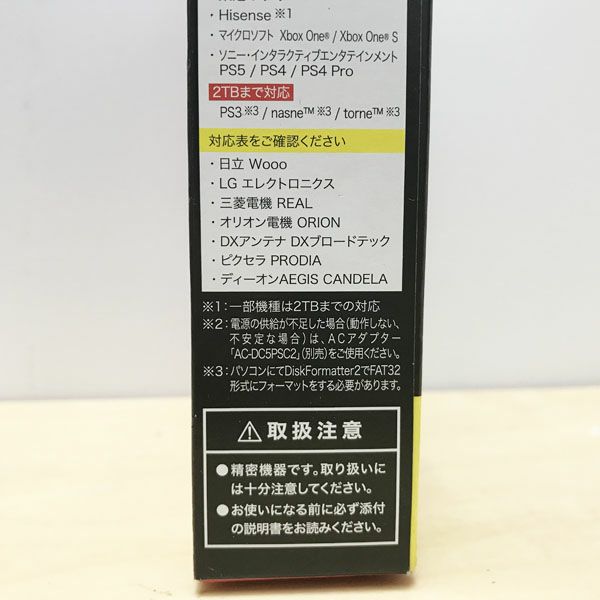 ・Hisense※1
・マイクロソフト Xbox One® / Xbox One® S
・ソニー・インタラクティブエンタテインメント
PS5 / PS4 / PS4 Pro
2TBまで対応
PS3※3 / nasne™※3 / torne™※3
対応表をご確認ください
・日立 Wooo
・LG エレクトロニクス
・三菱電機 REAL
・オリオン電機 ORION
・DXアンテナ DXブロードテック
・ピクセラ PRODIA
・ディーオンAEGIS CANDELA
※1：一部機種は2TBまでの対応
※2：電源の供給が不足した場合(動作しない、
不安定な場合)は、ACアダプター
「AC-DC5PSC2」(別売)をご使用ください。
※3：パソコンにてDiskFormatter2でFAT32
形式にフォーマットをする必要があります。
⚠取扱注意
●精密機器です。取り扱いに
は十分注意してください。
●お使いになる前に必ず添付
の説明書をお読みください。